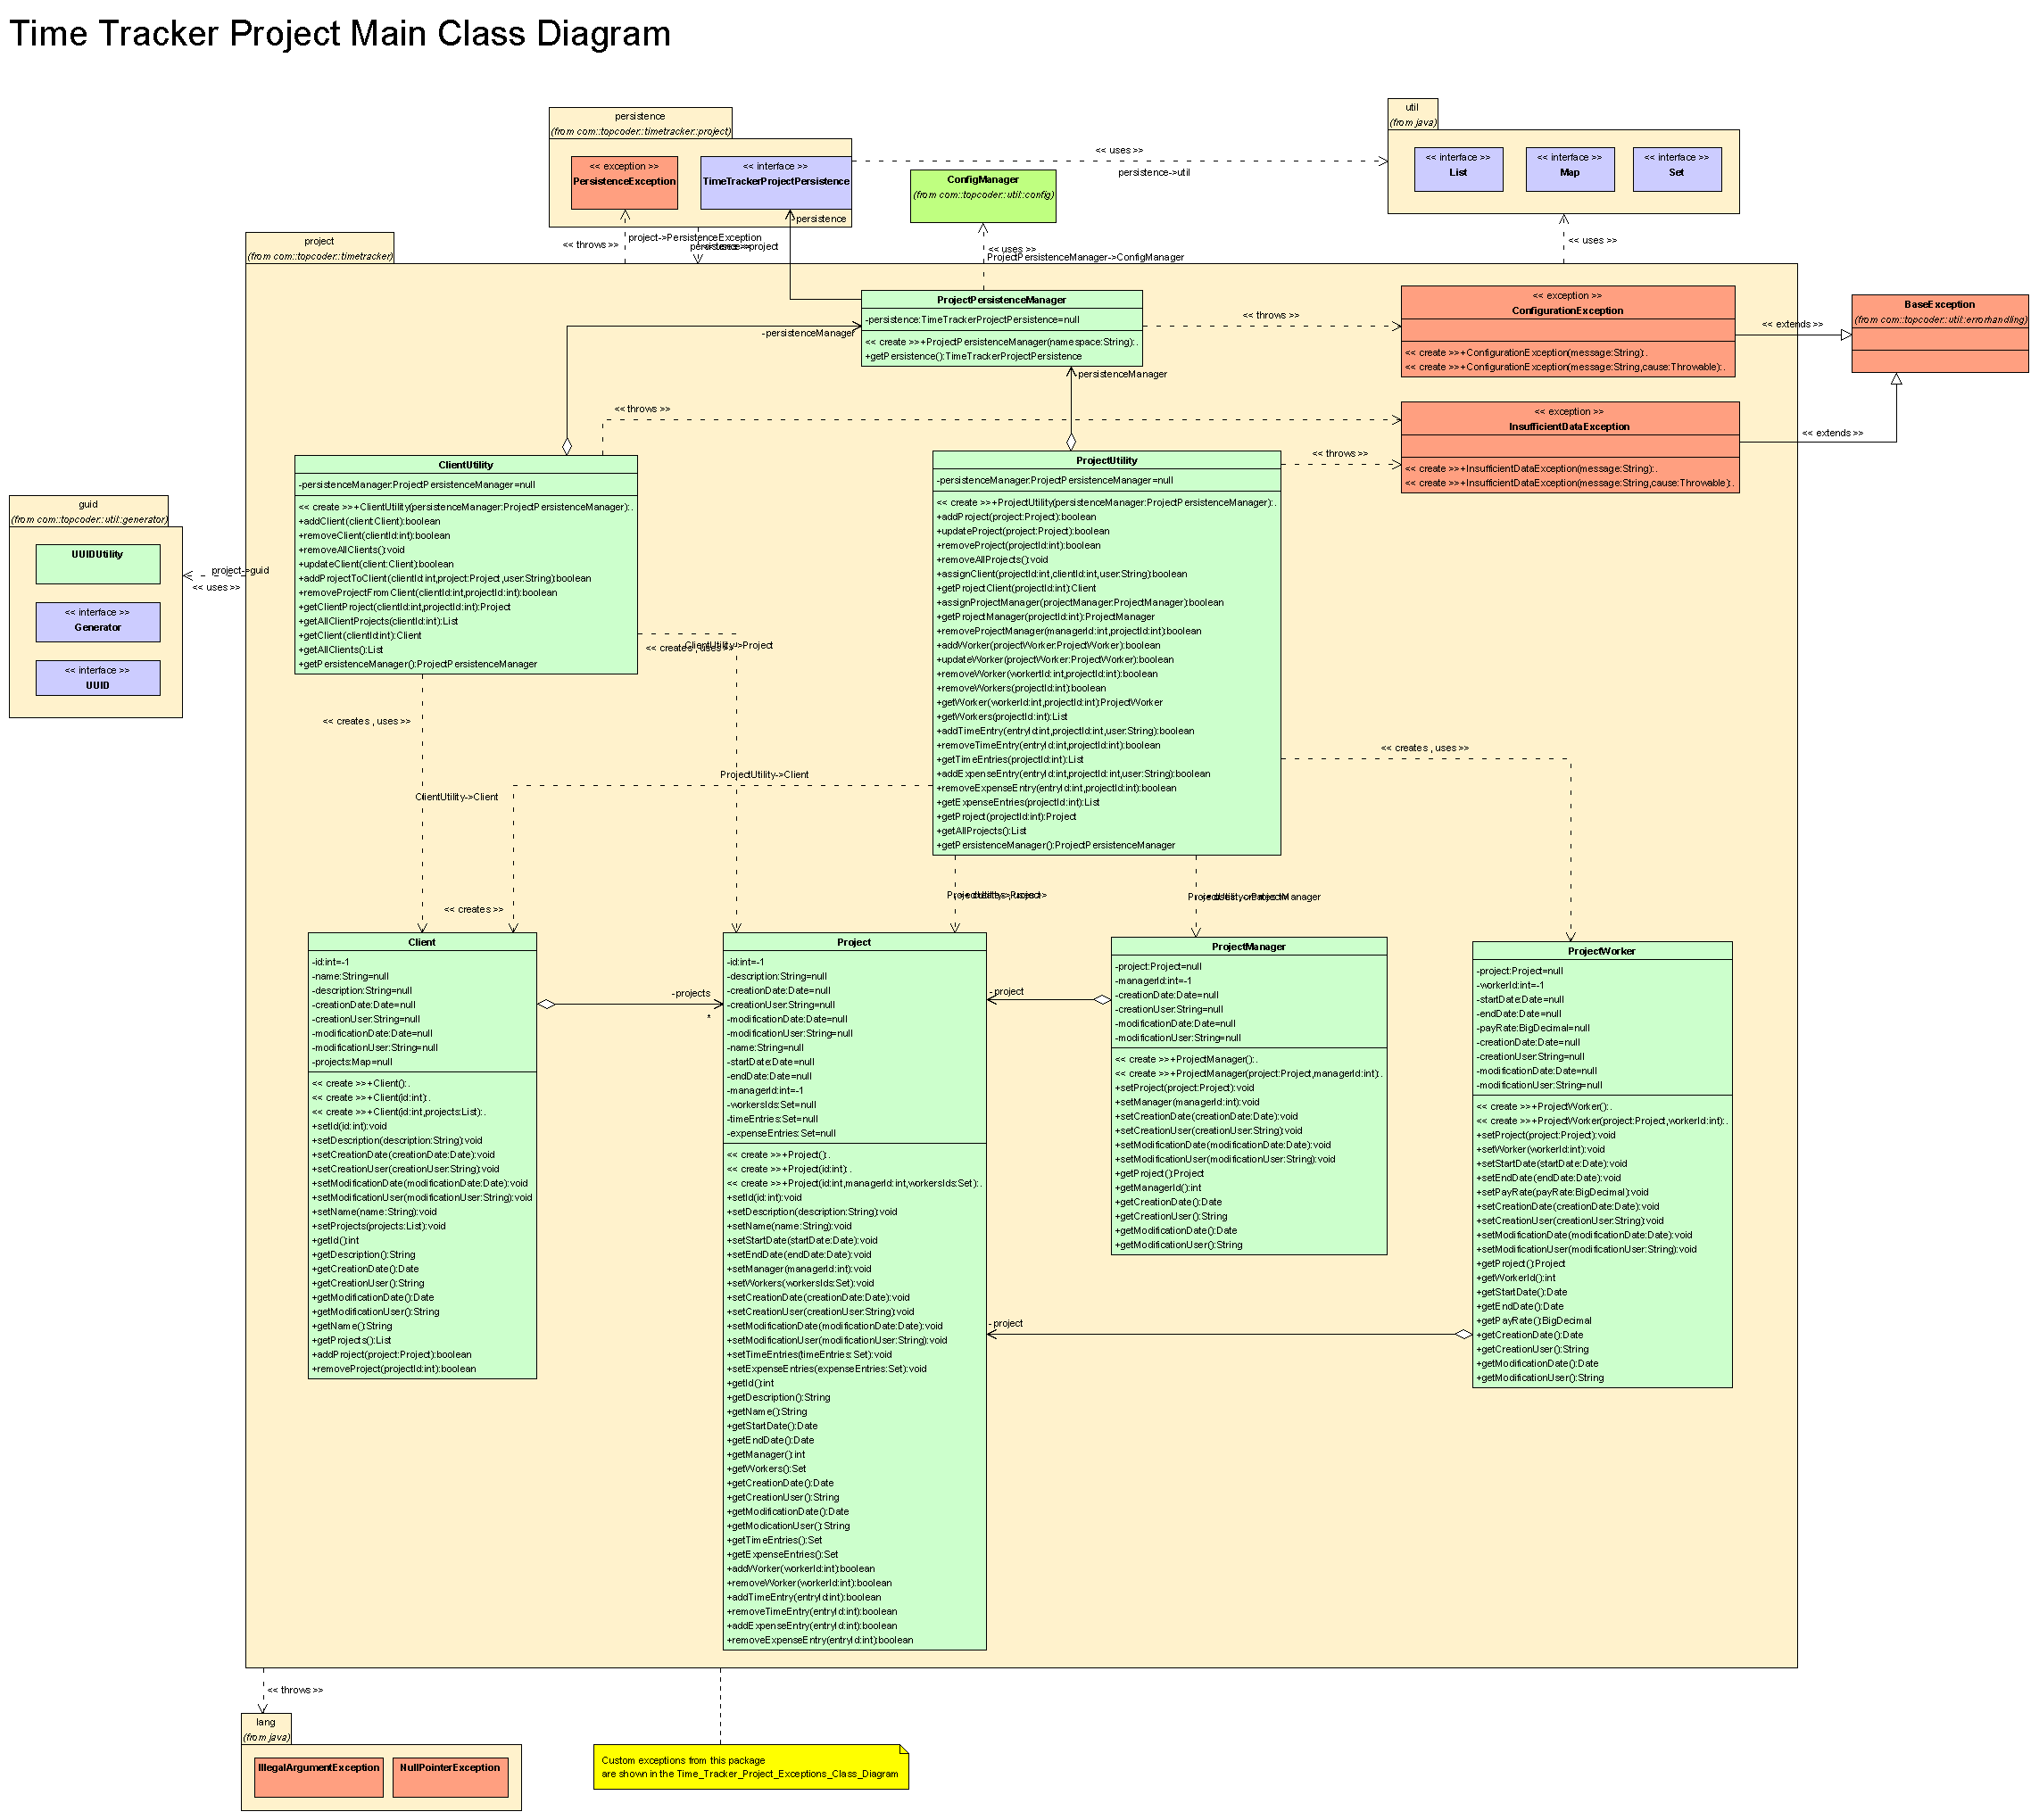 Time Tracker Project Main Class Diagram
persistence
(from com::topcoder::timetracker::project)
<< exception >>
PersistenceException
<< interface >>
TimeTrackerProjectPersistence
-persistence
<< uses >>
persistence->util
ConfigManager
(from com::topcoder::util::config)
util
(from java)
<< interface >>
List
<< interface >>
Map
<< interface >>
Set
<< uses >>
project
(from com::topcoder::timetracker)
<< throws >>
project->PersistenceException
persistence->project
<< uses >>
ProjectPersistenceManager->ConfigManager
ProjectPersistenceManager
-persistence:TimeTrackerProjectPersistence=null
<< create >>+ProjectPersistenceManager(namespace:String):.
+getPersistence():TimeTrackerProjectPersistence
-persistenceManager
-persistenceManager
<< throws >>
<< exception >>
ConfigurationException
<< create >>+ConfigurationException(message:String):.
<< create >>+ConfigurationException(message:String,cause:Throwable):.
<< extends >>
BaseException
(from com::topcoder::util::errorhandling)
<< throws >>
<< exception >>
InsufficientDataException
<< create >>+InsufficientDataException(message:String):.
<< create >>+InsufficientDataException(message:String,cause:Throwable):.
<< extends >>
<< throws >>
guid
(from com::topcoder::util::generator)
UUIDUtility
<< interface >>
Generator
<< interface >>
UUID
project->guid
<< uses >>
ClientUtility
-persistenceManager:ProjectPersistenceManager=null
<< create >>+ClientUtility(persistenceManager:ProjectPersistenceManager):.
+addClient(client:Client):boolean
+removeClient(clientId:int):boolean
+removeAllClients():void
+updateClient(client:Client):boolean
+addProjectToClient(clientId:int,project:Project,user:String):boolean
+removeProjectFromClient(clientId:int,projectId:int):boolean
+getClientProject(clientId:int,projectId:int):Project
+getAllClientProjects(clientId:int):List
+getClient(clientId:int):Client
+getAllClients():List
+getPersistenceManager():ProjectPersistenceManager
ProjectUtility
-persistenceManager:ProjectPersistenceManager=null
<< create >>+ProjectUtility(persistenceManager:ProjectPersistenceManager):.
+addProject(project:Project):boolean
+updateProject(project:Project):boolean
+removeProject(projectId:int):boolean
+removeAllProjects():void
+assignClient(projectId:int,clientId:int,user:String):boolean
+getProjectClient(projectId:int):Client
+assignProjectManager(projectManager:ProjectManager):boolean
+getProjectManager(projectId:int):ProjectManager
+removeProjectManager(managerId:int,projectId:int):boolean
+addWorker(projectWorker:ProjectWorker):boolean
+updateWorker(projectWorker:ProjectWorker):boolean
+removeWorker(workertId:int,projectId:int):boolean
+removeWorkers(projectId:int):boolean
+getWorker(workerId:int,projectId:int):ProjectWorker
+getWorkers(projectId:int):List
+addTimeEntry(entryId:int,projectId:int,user:String):boolean
+removeTimeEntry(entryId:int,projectId:int):boolean
+getTimeEntries(projectId:int):List
+addExpenseEntry(entryId:int,projectId:int,user:String):boolean
+removeExpenseEntry(entryId:int,projectId:int):boolean
+getExpenseEntries(projectId:int):List
+getProject(projectId:int):Project
+getAllProjects():List
+getPersistenceManager():ProjectPersistenceManager
<< creates , uses >>
ClientUtility->Project
<< creates , uses >>
ClientUtility->Client
ProjectUtility->Client
<< creates >>
<< creates , uses >>
ProjectUtility->Project
ProjectUtility->ProjectManager
Client
-id:int=-1
-name:String=null
-description:String=null
-creationDate:Date=null
-creationUser:String=null
-modificationDate:Date=null
-modificationUser:String=null
-projects:Map=null
<< create >>+Client():.
<< create >>+Client(id:int):.
<< create >>+Client(id:int,projects:List):.
+setId(id:int):void
+setDescription(description:String):void
+setCreationDate(creationDate:Date):void
+setCreationUser(creationUser:String):void
+setModificationDate(modificationDate:Date):void
+setModificationUser(modificationUser:String):void
+setName(name:String):void
+setProjects(projects:List):void
+getId():int
+getDescription():String
+getCreationDate():Date
+getCreationUser():String
+getModificationDate():Date
+getModificationUser():String
+getName():String
+getProjects():List
+addProject(project:Project):boolean
+removeProject(projectId:int):boolean
-projects
*
Project
-id:int=-1
-description:String=null
-creationDate:Date=null
-creationUser:String=null
-modificationDate:Date=null
-modificationUser:String=null
-name:String=null
-startDate:Date=null
-endDate:Date=null
-managerId:int=-1
-workersIds:Set=null
-timeEntries:Set=null
-expenseEntries:Set=null
<< create >>+Project():.
<< create >>+Project(id:int):.
<< create >>+Project(id:int,managerId:int,workersIds:Set):.
+setId(id:int):void
+setDescription(description:String):void
+setName(name:String):void
+setStartDate(startDate:Date):void
+setEndDate(endDate:Date):void
+setManager(managerId:int):void
+setWorkers(workersIds:Set):void
+setCreationDate(creationDate:Date):void
+setCreationUser(creationUser:String):void
+setModificationDate(modificationDate:Date):void
+setModificationUser(modificationUser:String):void
+setTimeEntries(timeEntries:Set):void
+setExpenseEntries(expenseEntries:Set):void
+getId():int
+getDescription():String
+getName():String
+getStartDate():Date
+getEndDate():Date
+getManager():int
+getWorkers():Set
+getCreationDate():Date
+getCreationUser():String
+getModificationDate():Date
+getModicationUser():String
+getTimeEntries():Set
+getExpenseEntries():Set
+addWorker(workerId:int):boolean
+removeWorker(workerId:int):boolean
+addTimeEntry(entryId:int):boolean
+removeTimeEntry(entryId:int):boolean
+addExpenseEntry(entryId:int):boolean
+removeExpenseEntry(entryId:int):boolean
-project
ProjectManager
-project:Project=null
-managerId:int=-1
-creationDate:Date=null
-creationUser:String=null
-modificationDate:Date=null
-modificationUser:String=null
<< create >>+ProjectManager():.
<< create >>+ProjectManager(project:Project,managerId:int):.
+setProject(project:Project):void
+setManager(managerId:int):void
+setCreationDate(creationDate:Date):void
+setCreationUser(creationUser:String):void
+setModificationDate(modificationDate:Date):void
+setModificationUser(modificationUser:String):void
+getProject():Project
+getManagerId():int
+getCreationDate():Date
+getCreationUser():String
+getModificationDate():Date
+getModificationUser():String
-project
ProjectWorker
-project:Project=null
-workerId:int=-1
-startDate:Date=null
-endDate:Date=null
-payRate:BigDecimal=null
-creationDate:Date=null
-creationUser:String=null
-modificationDate:Date=null
-modificationUser:String=null
<< create >>+ProjectWorker():.
<< create >>+ProjectWorker(project:Project,workerId:int):.
+setProject(project:Project):void
+setWorker(workerId:int):void
+setStartDate(startDate:Date):void
+setEndDate(endDate:Date):void
+setPayRate(payRate:BigDecimal):void
+setCreationDate(creationDate:Date):void
+setCreationUser(creationUser:String):void
+setModificationDate(modificationDate:Date):void
+setModificationUser(modificationUser:String):void
+getProject():Project
+getWorkerId():int
+getStartDate():Date
+getEndDate():Date
+getPayRate():BigDecimal
+getCreationDate():Date
+getCreationUser():String
+getModificationDate():Date
+getModificationUser():String
<< throws >>
lang
(from java)
IllegalArgumentException
NullPointerException
Custom exceptions from this package
are shown in the Time_Tracker_Project_Exceptions_Class_Diagram